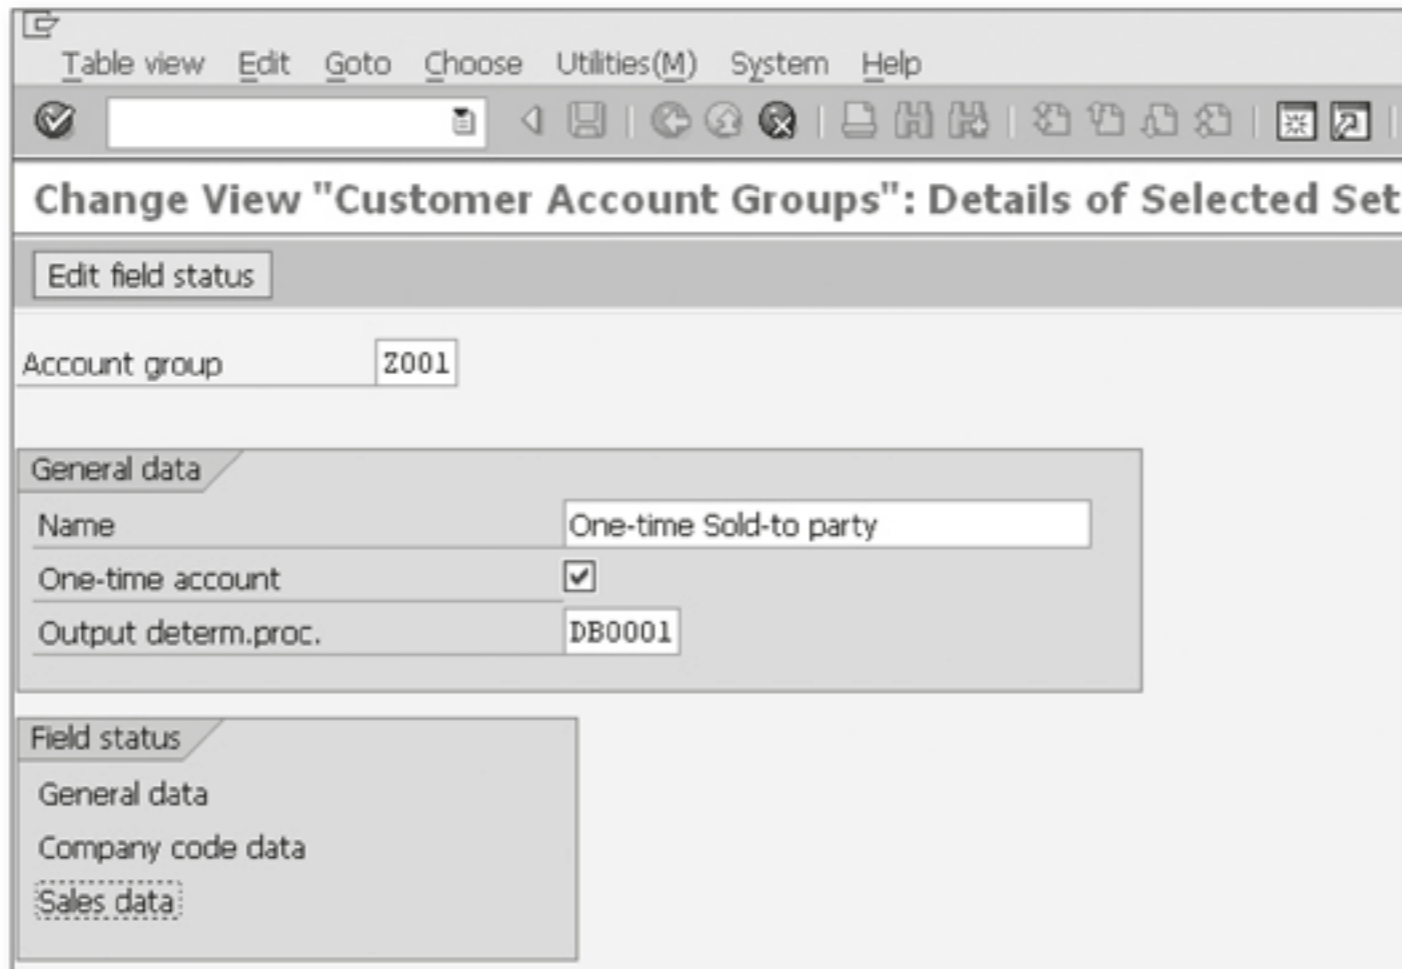 Table view Edit Goto Choose Utilities(M) System Help
Change View "Customer Account Groups": Details of Selected Set
Edit field status
Account group Z001
General data
Name One-time Sold-to party
One-time account
Output determ.proc. DB0001
Field status
General data
Company code data
Sales data